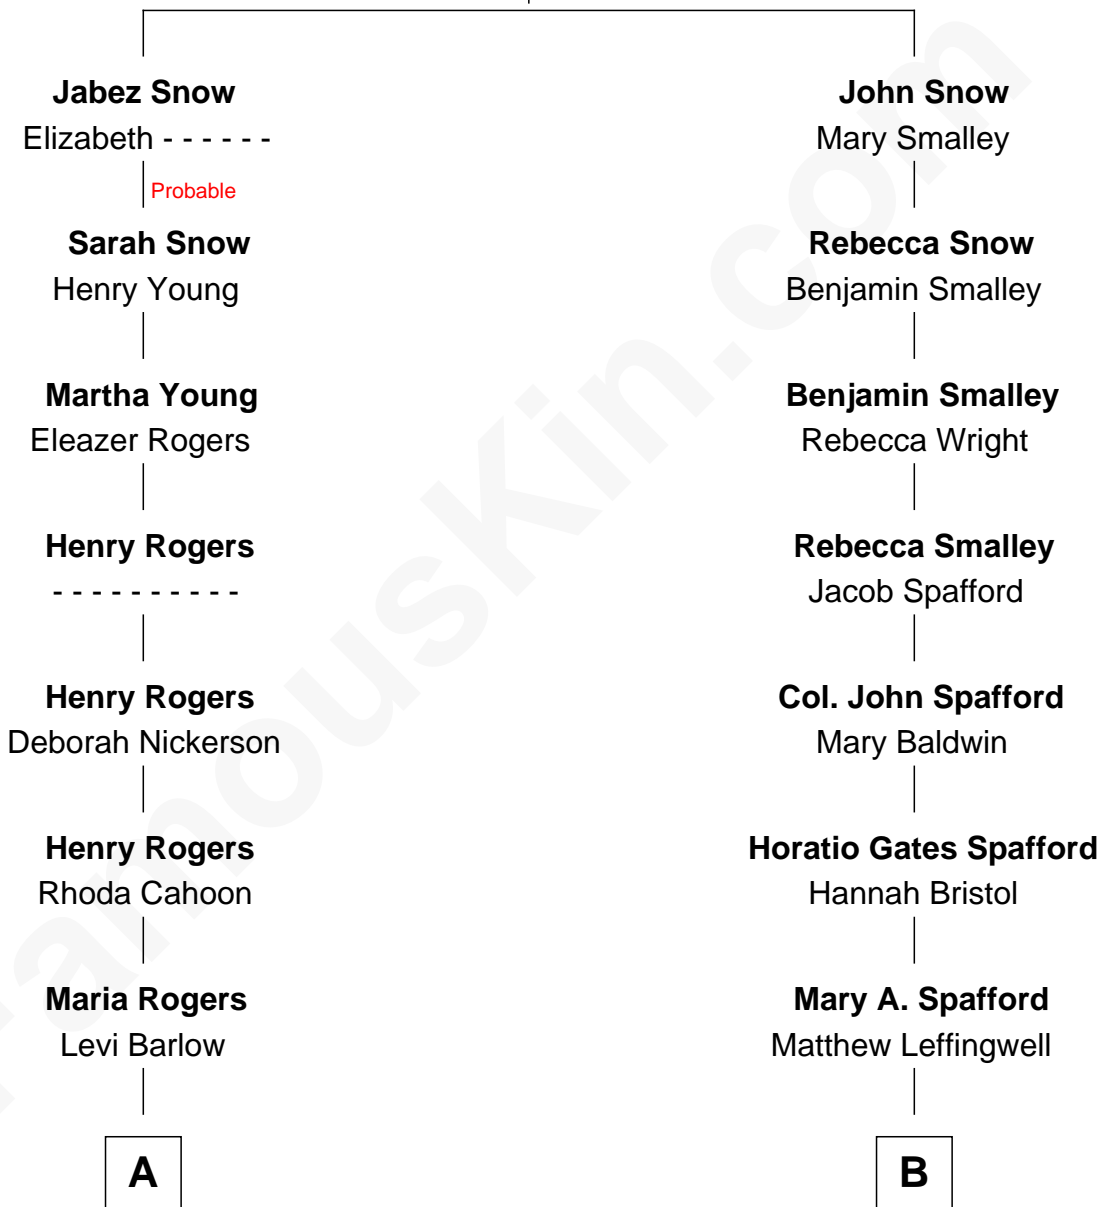 Jabez Snow
Elizabeth - - - - - -
Probable
Sarah Snow
Henry Young
Martha Young
Eleazer Rogers
Henry Rogers
- - - - - - - - - -
Henry Rogers
Deborah Nickerson
Henry Rogers
Rhoda Cahoon
Maria Rogers
Levi Barlow
A
John Snow
Mary Smalley
Rebecca Snow
Benjamin Smalley
Benjamin Smalley
Rebecca Wright
Rebecca Smalley
Jacob Spafford
Col. John Spafford
Mary Baldwin
Horatio Gates Spafford
Hannah Bristol
Mary A. Spafford
Matthew Leffingwell
B
FamousKin.com